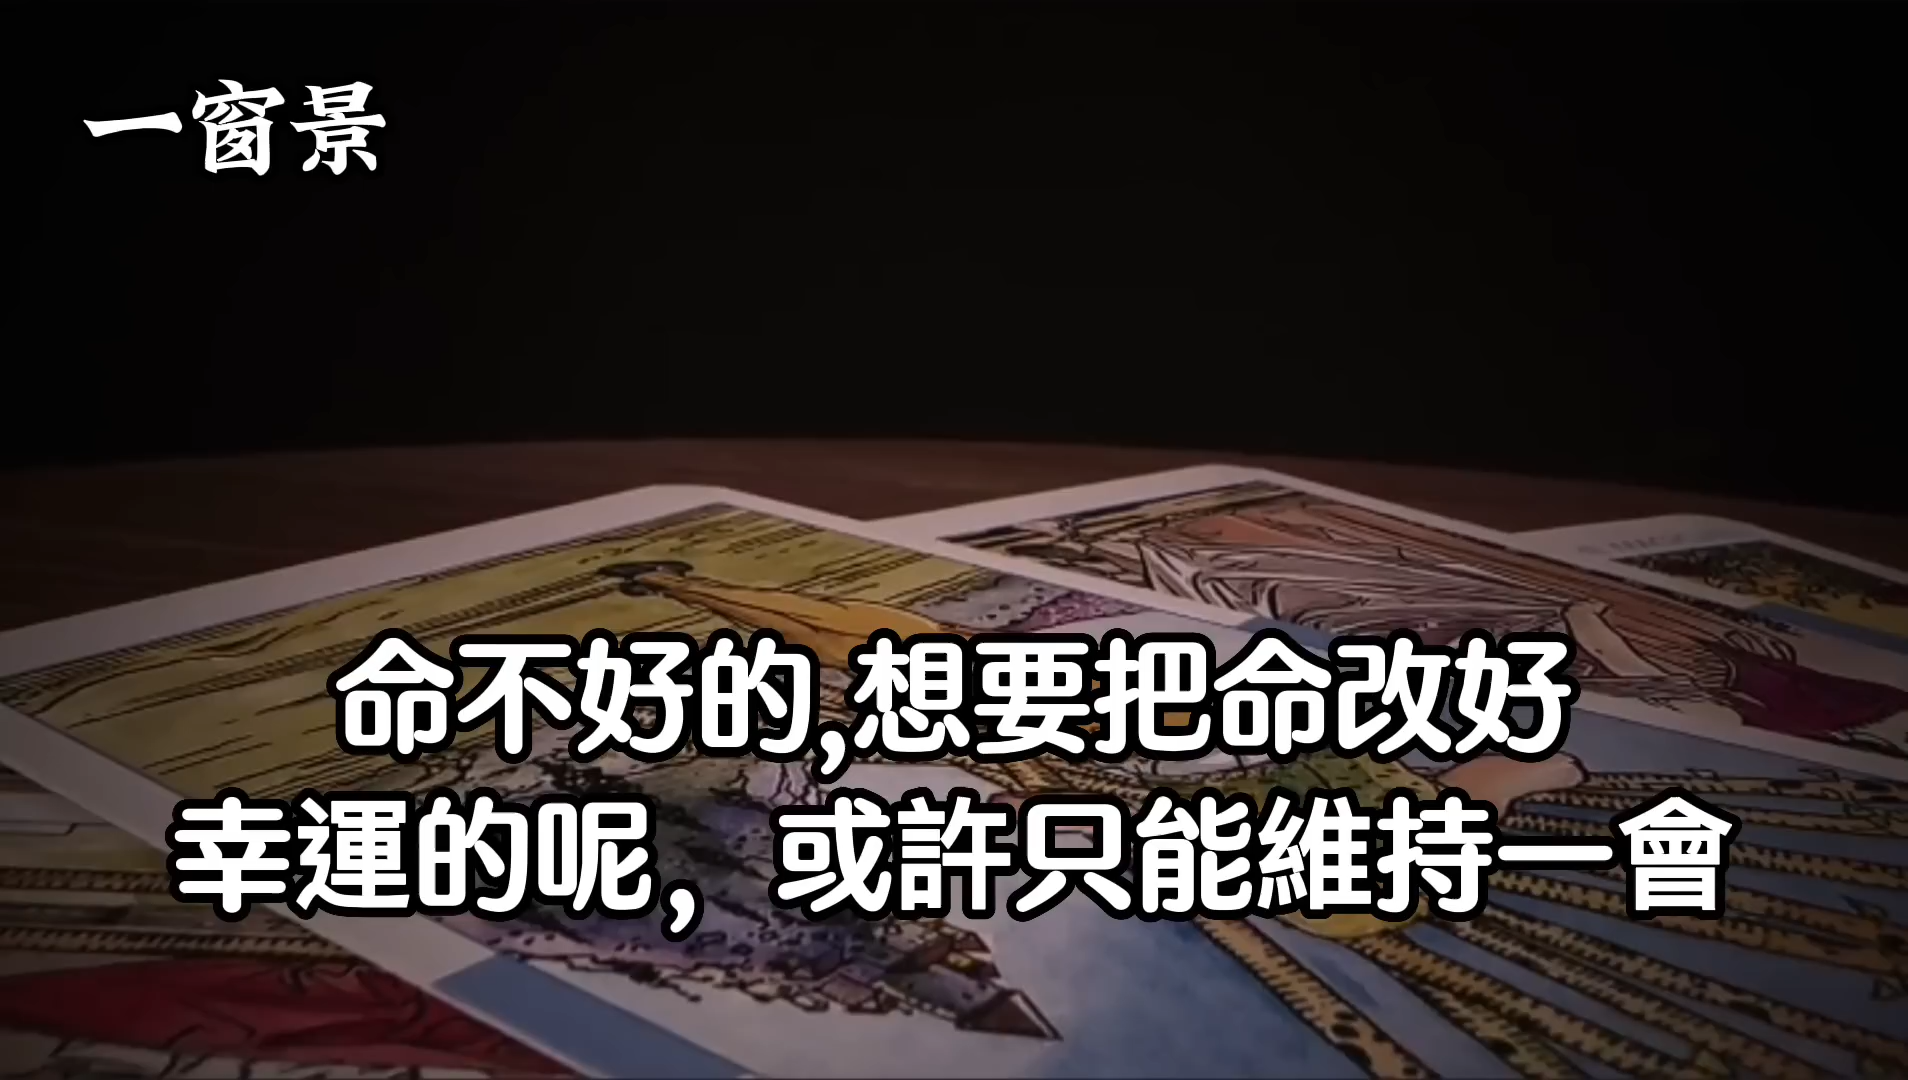 一窗景
命不好的,想要把命改好
幸運的呢，或許只能維持一會